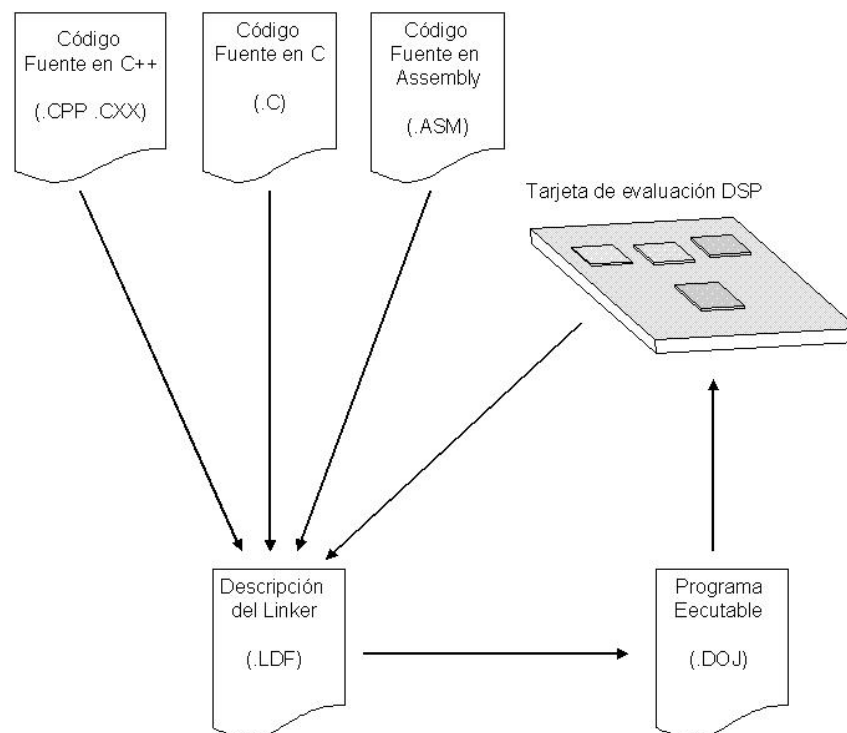 Código
Fuente en C++
(.CPP .CXX)
Código
Fuente en C
(.C)
Código
Fuente en
Assembly
(.ASM)
Tarjeta de evaluación DSP
Descripción
del Linker
(.LDF)
Programa
Eecutable
(.DOJ)